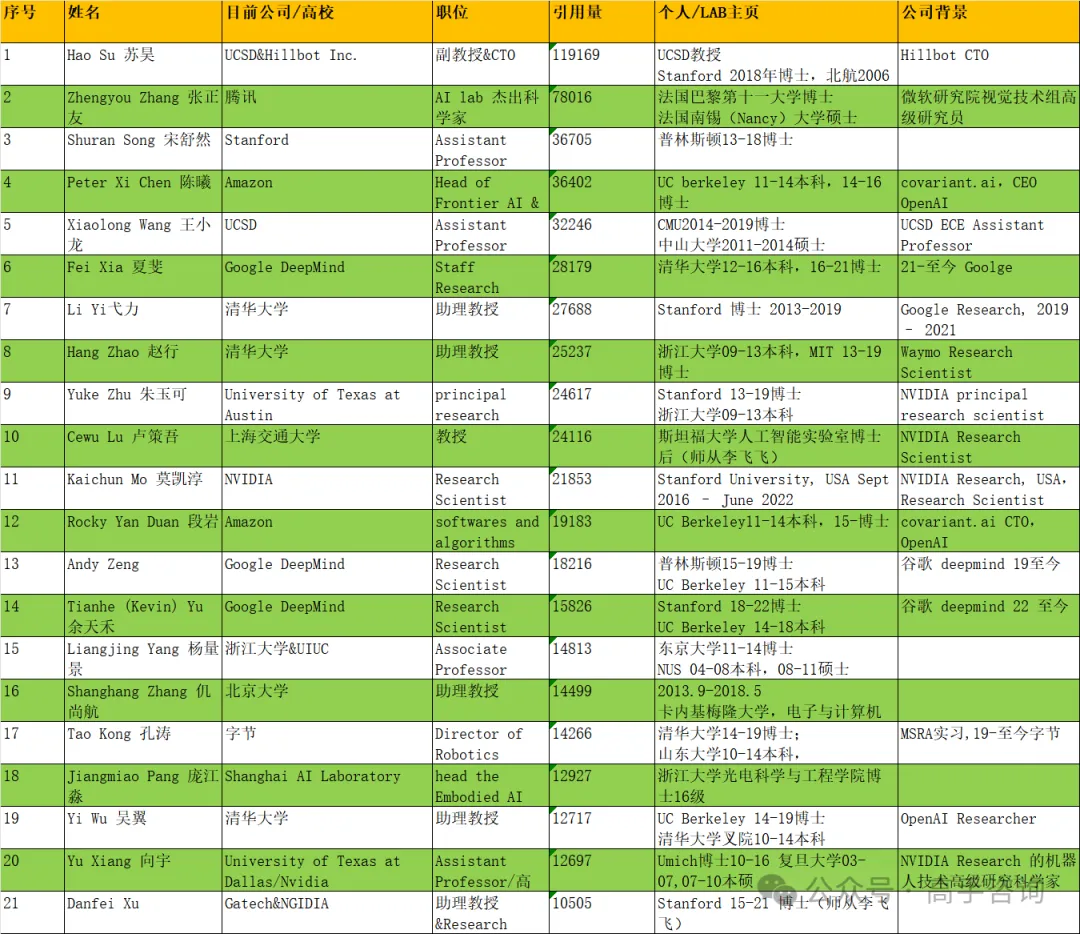 序号 姓名 目前公司/高校 职位 引用量 个人/LAB主页 公司背景
1 Hao Su 苏昊 UCSD&Hillbot Inc. 副教授&CTO 119169 UCSD教授 Hillbot CTO
Stanford 2018年博士，北航2006
2 Zhengyou Zhang 张正 腾讯 AI lab 杰出科 78016 法国巴黎第十一大学博士 微软研究院视觉技术组高
友 学家 法国南锡（Nancy）大学硕士 级研究员
3 Shuran Song 宋舒然 Stanford Assistant 36705 普林斯顿13-18博士
Professor
4 Peter Xi Chen 陈曦 Amazon Head of 36402 UC berkeley 11-14本科，14-16 covariant.ai，CEO
Frontier AI & 博士 OpenAI
5 Xiaolong Wang 王小 UCSD Assistant 32246 CMU2014-2019博士 UCSD ECE Assistant
龙 Professor 中山大学2011-2014硕士 Professor
6 Fei Xia 夏斐 Google DeepMind Staff 28179 清华大学12-16本科，16-21博士 21-至今 Goolge
Research
7 Li Yi弋力 清华大学 助理教授 27688 Stanford 博士 2013-2019 Google Research, 2019
– 2021
8 Hang Zhao 赵行 清华大学 助理教授 25237 浙江大学09-13本科，MIT 13-19 Waymo Research
博士 Scientist
9 Yuke Zhu 朱玉可 University of Texas at principal 24617 Stanford 13-19博士 NVIDIA principal
Austin research 浙江大学09-13本科 research scientist
10 Cewu Lu 卢策吾 上海交通大学 教授 24116 斯坦福大学人工智能实验室博士 NVIDIA Research
后（师从李飞飞） Scientist
11 Kaichun Mo 莫凯淳 NVIDIA Research 21853 Stanford University, USA Sept NVIDIA Research, USA，
Scientist 2016 – June 2022 Research Scientist
12 Rocky Yan Duan 段岩 Amazon softwares and 19183 UC Berkeley11-14本科，15-博士 covariant.ai CTO，
algorithms OpenAI
13 Andy Zeng Google DeepMind Research 18216 普林斯顿15-19博士 谷歌 deepmind 19至今
Scientist UC Berkeley 11-15本科
14 Tianhe (Kevin) Yu Google DeepMind Research 15826 Stanford 18-22博士 谷歌 deepmind 22 至今
余天禾 Scientist UC Berkeley 14-18本科
15 Liangjing Yang 杨量 浙江大学&UIUC Associate 14813 东京大学11-14博士
景 Professor NUS 04-08本科，08-11硕士
16 Shanghang Zhang 仉 北京大学 助理教授 14499 2013.9-2018.5
尚航 卡内基梅隆大学，电子与计算机
17 Tao Kong 孔涛 字节 Director of 14266 清华大学14-19博士； MSRA实习,19-至今字节
Robotics 山东大学10-14本科，
18 Jiangmiao Pang 庞江 Shanghai AI Laboratory head the 12927 浙江大学光电科学与工程学院博
淼 Embodied AI 士16级
19 Yi Wu 吴翼 清华大学 助理教授 12717 UC Berkeley 14-19博士 OpenAI Researcher
清华大学叉院10-14本科
20 Yu Xiang 向宇 University of Texas at Assistant 12697 Umich博士10-16 复旦大学03- NVIDIA Research 的机器
Dallas/Nvidia Professor/高 07,07-10本硕 人技术高级研究科学家
21 Danfei Xu Gatech&NGIDIA 助理教授 10505 Stanford 15-21 博士（师从李飞
&Research 飞）
公众号 · 高宇咨询